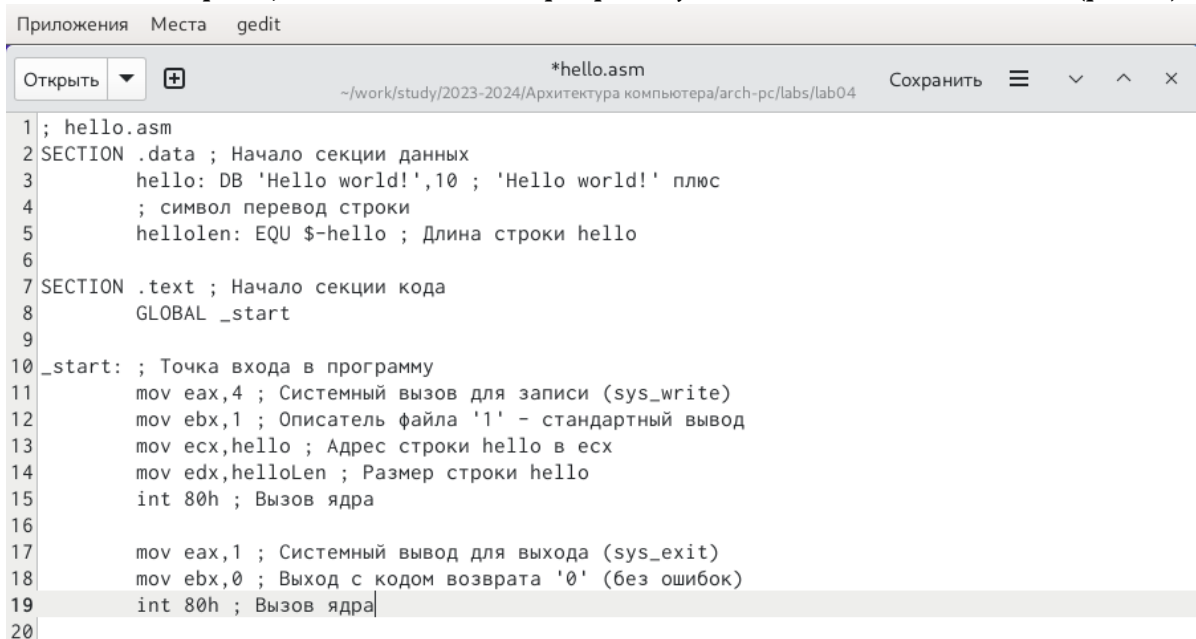 Приложения Места gedit
Открыть *hello.asm Сохранить
~/work/study/2023-2024/Архитектура компьютера/arch-pc/labs/lab04
1 ; hello.asm
2 SECTION .data ; Начало секции данных
3 hello: DB 'Hello world!',10 ; 'Hello world!' плюс
4 ; символ перевод строки
5 hellolen: EQU $-hello ; Длина строки hello
6
7 SECTION .text ; Начало секции кода
8 GLOBAL _start
9
10 _start: ; Точка входа в программу
11 mov eax,4 ; Системный вызов для записи (sys_write)
12 mov ebx,1 ; Описатель файла '1' - стандартный вывод
13 mov ecx,hello ; Адрес строки hello в ecx
14 mov edx,helloLen ; Размер строки hello
15 int 80h ; Вызов ядра
16
17 mov eax,1 ; Системный вывод для выхода (sys_exit)
18 mov ebx,0 ; Выход с кодом возврата '0' (без ошибок)
19 int 80h ; Вызов ядра
20